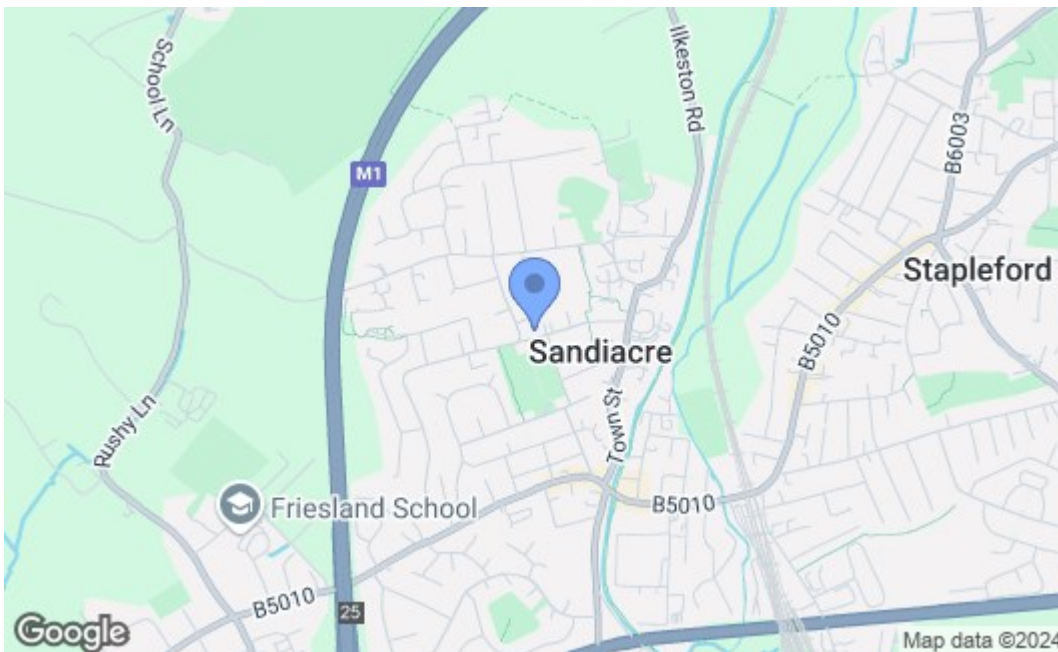 School Ln
Ilkeston Rd
M1
B6003
Stapleford
Sandiacre
B5010
Town St
Rushy Ln
Friesland School
B5010
B5010
25
Google
Map data ©2024